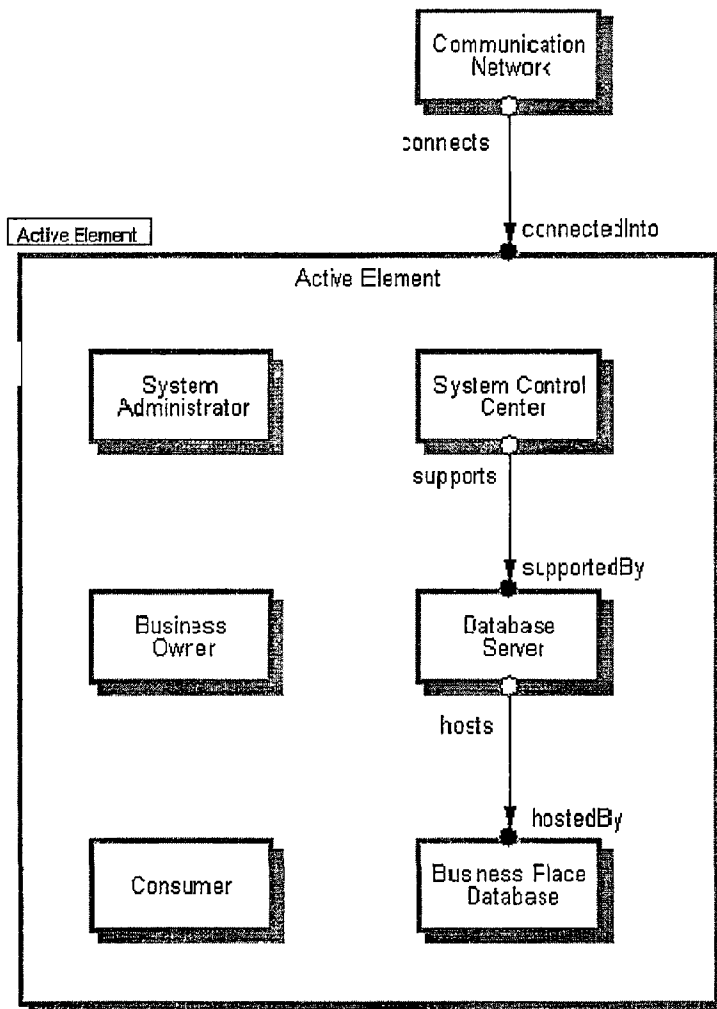 Communication
Network
connects
connectedInto
Active Element
Active Element
System
Administrator
System Control
Center
supports
supportedBy
Business
Owner
Database
Server
hosts
hostedBy
Consumer
Business Flace
Database